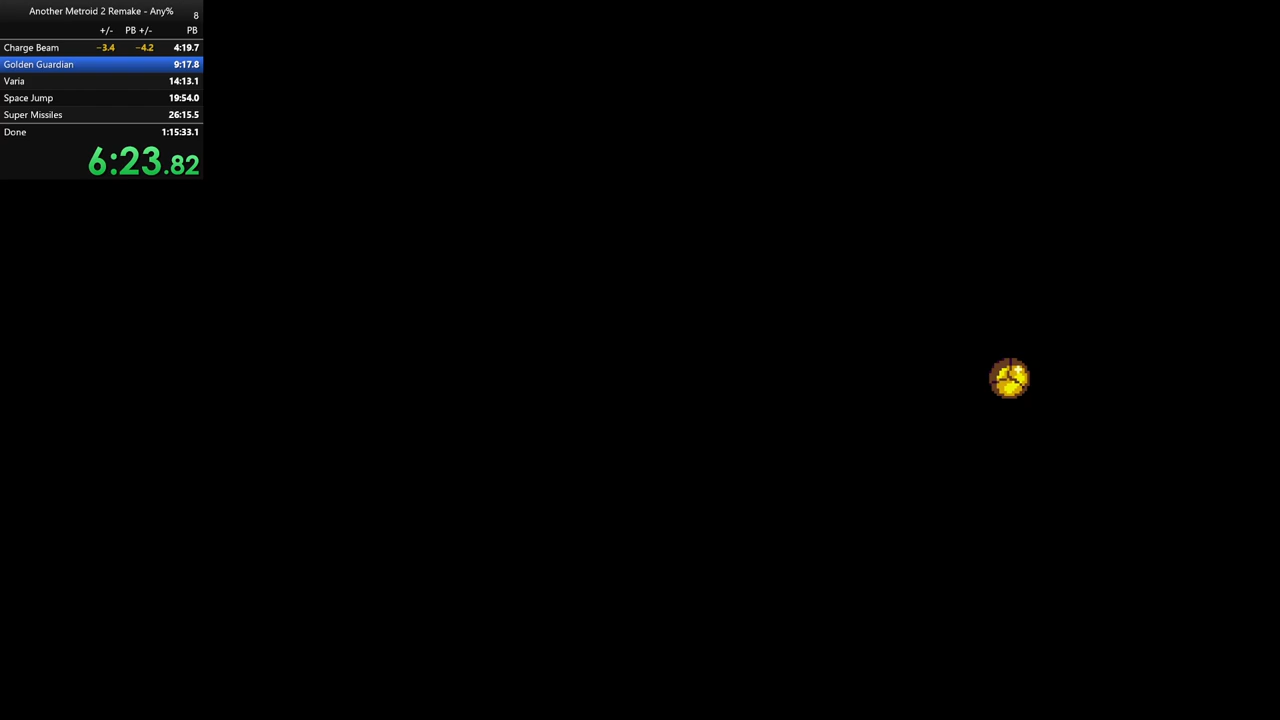 Another Metroid 2 Remake - Any%
8
+/- PB +/- PB
Charge Beam −3.4 −4.2 4:19.7
Golden Guardian 9:17.8
Varia 14:13.1
Space Jump 19:54.0
Super Missiles 26:15.5
Done 1:15:33.1
6:23.82